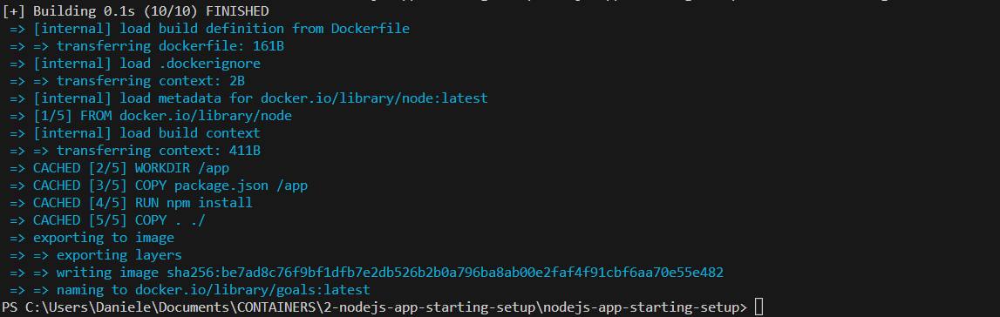 [+] Building 0.1s (10/10) FINISHED
=> [internal] load build definition from Dockerfile
=> => transferring dockerfile: 161B
=> [internal] load .dockerignore
=> => transferring context: 2B
=> [internal] load metadata for docker.io/library/node:latest
=> [1/5] FROM docker.io/library/node
=> [internal] load build context
=> => transferring context: 411B
=> CACHED [2/5] WORKDIR /app
=> CACHED [3/5] COPY package.json /app
=> CACHED [4/5] RUN npm install
=> CACHED [5/5] COPY . ./
=> exporting to image
=> => exporting layers
=> => writing image sha256:be7ad8c76f9bf1dfb7e2db526b2b0a796ba8ab00e2faf4f91cbf6aa70e55e482
=> => naming to docker.io/library/goals:latest
PS C:\Users\Daniele\Documents\CONTAINERS\2-nodejs-app-starting-setup\nodejs-app-starting-setup>